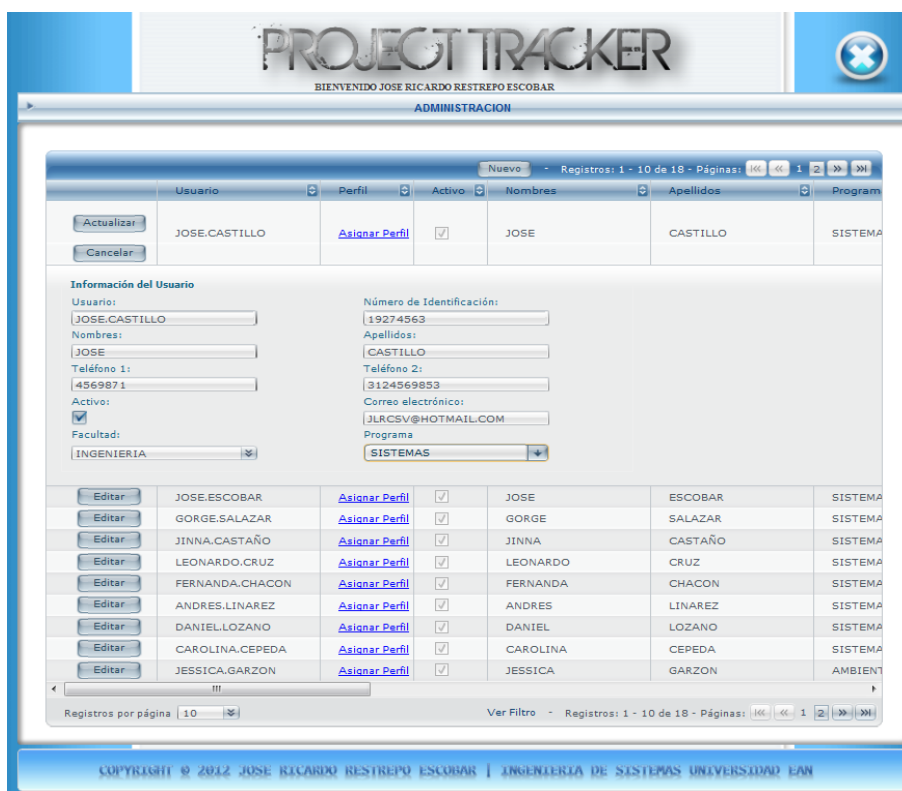 PROJECT TRACKER
BIENVENIDO JOSE RICARDO RESTREPO ESCOBAR
ADMINISTRACION
Nuevo - Registros: 1 - 10 de 18 - Páginas: 1 2
Usuario Perfil Activo Nombres Apellidos Program
Actualizar
JOSE.CASTILLO Asignar Perfil JOSE CASTILLO SISTEMA
Cancelar
Información del Usuario
Usuario: Número de Identificación:
JOSE.CASTILLO 19274563
Nombres: Apellidos:
JOSE CASTILLO
Teléfono 1: Teléfono 2:
4569871 3124569853
Activo: Correo electrónico:
JLRCSV@HOTMAIL.COM
Facultad: Programa
INGENIERIA SISTEMAS
Editar JOSE.ESCOBAR Asignar Perfil JOSE ESCOBAR SISTEMA
Editar GORGE.SALAZAR Asignar Perfil GORGE SALAZAR SISTEMA
Editar JINNA.CASTAÑO Asignar Perfil JINNA CASTAÑO SISTEMA
Editar LEONARDO.CRUZ Asignar Perfil LEONARDO CRUZ SISTEMA
Editar FERNANDA.CHACON Asignar Perfil FERNANDA CHACON SISTEMA
Editar ANDRES.LINAREZ Asignar Perfil ANDRES LINAREZ SISTEMA
Editar DANIEL.LOZANO Asignar Perfil DANIEL LOZANO SISTEMA
Editar CAROLINA.CEPEDA Asignar Perfil CAROLINA CEPEDA SISTEMA
Editar JESSICA.GARZON Asignar Perfil JESSICA GARZON AMBIENT
Registros por página 10 Ver Filtro - Registros: 1 - 10 de 18 - Páginas: 1 2
COPYRIGHT © 2012 JOSE RICARDO RESTREPO ESCOBAR | INGENIERIA DE SISTEMAS UNIVERSIDAD EAN